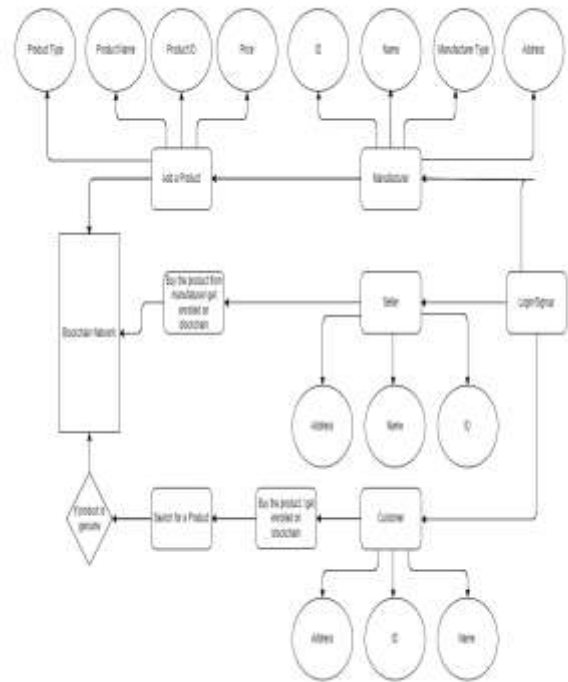 Product Type
Product Name
Product ID
Price
ID
Name
Manufacturer Type
Address
Add a Product
Manufacturer
Blockchain Network
Buy the product from
manufacturer/get
enrolled on
blockchain
Seller
Login/Signup
Address
Name
ID
If product is
genuine
Search for a Product
Buy the product / get
enrolled on
blockchain
Customer
Address
ID
Name